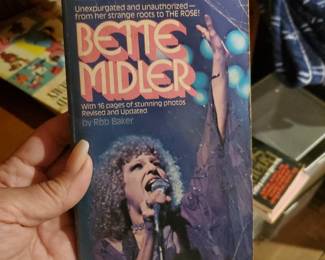 Unexpurgated and unauthorized—
from her strange roots to THE ROSE!
BETTE
MIDLER
With 16 pages of stunning photos
Revised and Updated
by Rob Baker